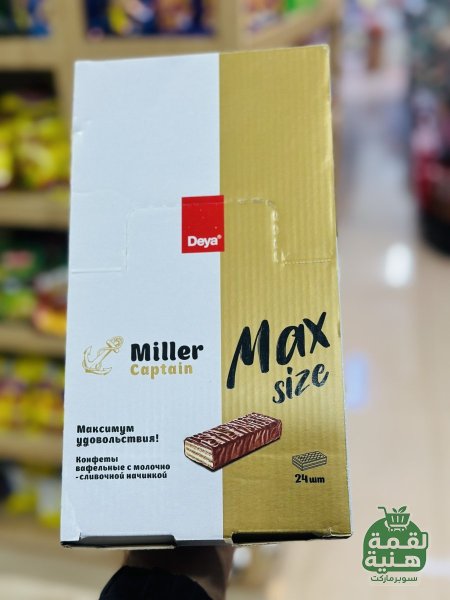 Deya®
Miller
Captain
Max
size
Максимум
удовольствия!
Конфеты
вафельные с молочно
-сливочной начинкой
24шт
لقمة
هنية
سوبرماركت